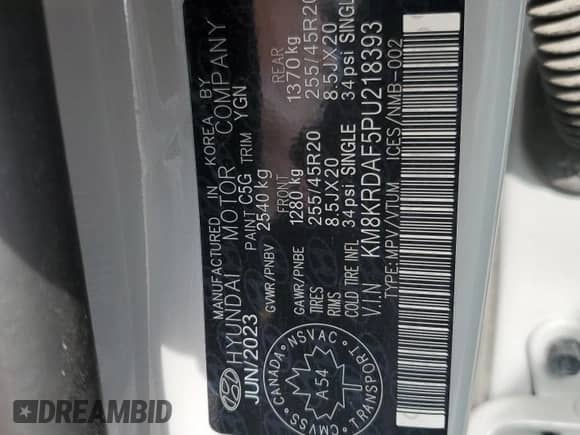 MANUFACTURED IN KOREA BY
HYUNDAI MOTOR COMPANY
JUN/2023 PAINT C5G TRIM YGN
GVWR/PNBV 2540 kg
FRONT REAR
GAWR/PNBE 1280 kg 1370 kg
TIRES 255/45R20 255/45R20
RIMS 8.5JX20 8.5JX20
COLD TIRE INFL 34psi SINGLE 34psi SINGLE
V.I.N KM8KRDAF5PU218393
TYPE:MPV/VTUM ICES/NMB-002
CANADA • NSVAC • TRANSPORT • CMVSS
A54
DREAMBID